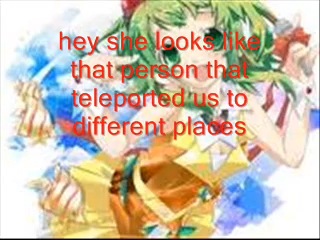 hey she looks like
that person that
teleported us to
different places